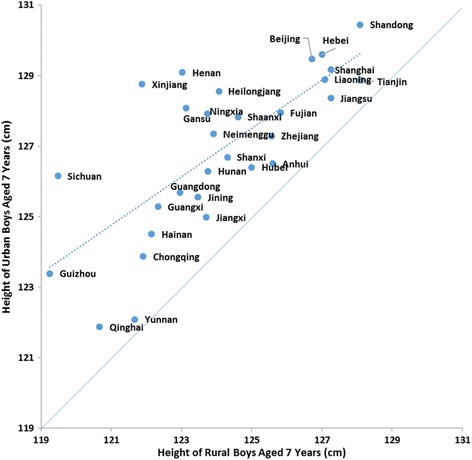 131
Shandong
Beijing
Hebei
129
Henan
Shanghai
Xinjiang
Liaoning
Tianjin
Heilongjang
Jiangsu
Ningxia
Gansu
Shaanxi
Fujian
Neimenggu
Zhejiang
127
Shanxi
Hunan
Hubei
Anhui
Sichuan
Guangdong
Jining
Guangxi
Jiangxi
125
Hainan
Chongqing
Guizhou
123
Yunnan
Qinghai
121
119
119
121
123
125
127
129
131
Height of Rural Boys Aged 7 Years (cm)
Height of Urban Boys Aged 7 Years (cm)